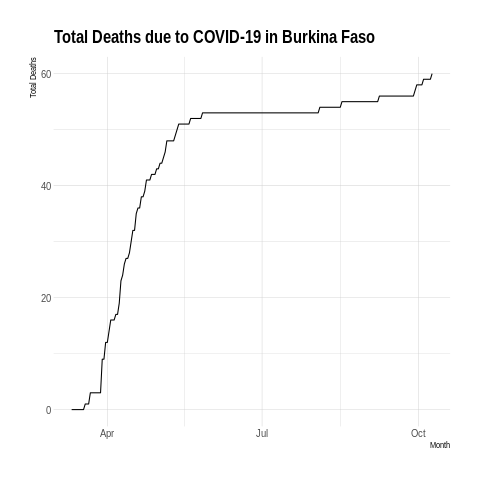 Total Deaths due to COVID-19 in Burkina Faso
Total Deaths
60
40
20
0
Apr Jul Oct
Month